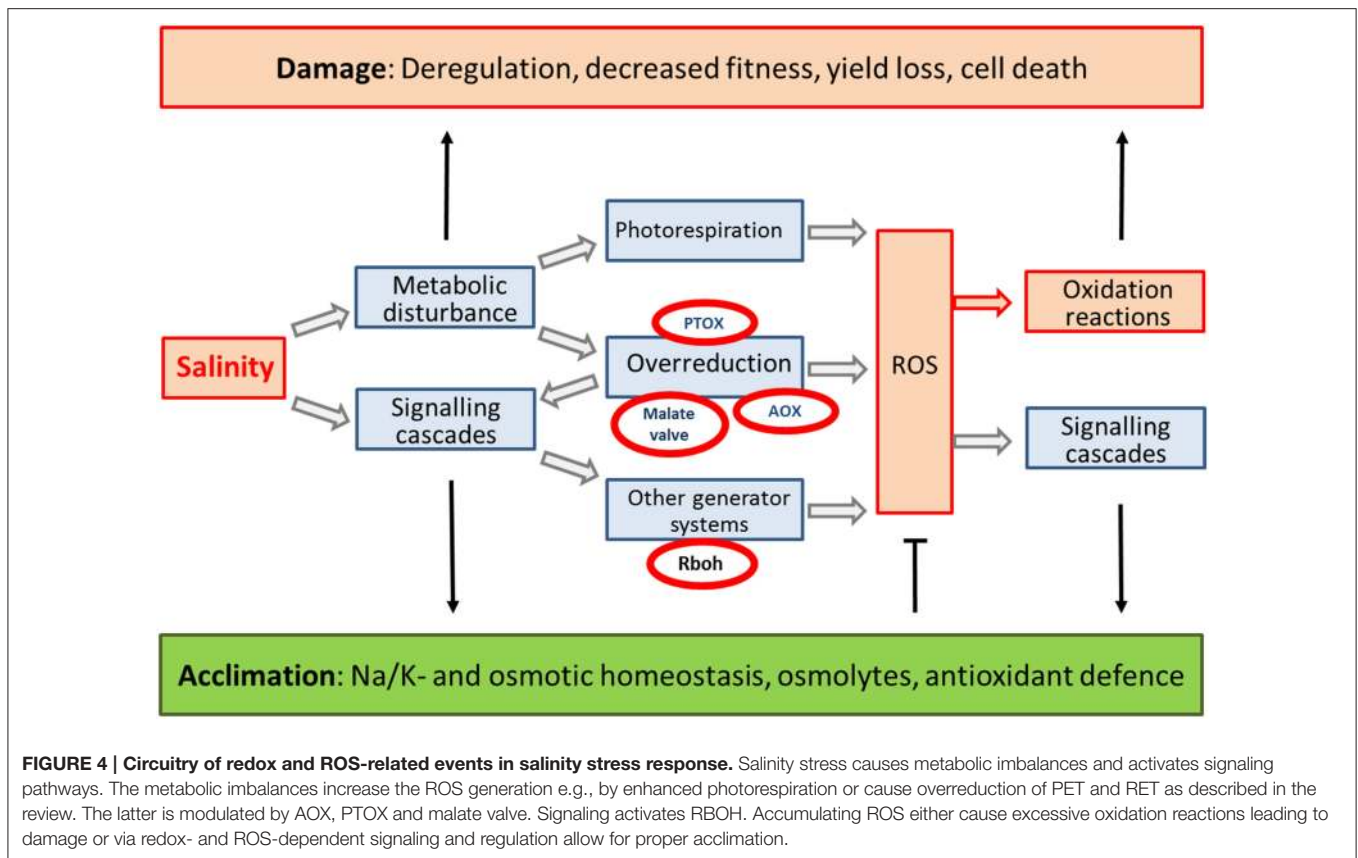 Damage: Deregulation, decreased fitness, yield loss, cell death
Photorespiration
Metabolic
disturbance
PTOX
Oxidation
reactions
Salinity
Overreduction
ROS
Signalling
cascades
Malate
valve
AOX
Signalling
cascades
Other generator
systems
Rboh
Acclimation: Na/K- and osmotic homeostasis, osmolytes, antioxidant defence
FIGURE 4 | Circuitry of redox and ROS-related events in salinity stress response. Salinity stress causes metabolic imbalances and activates signaling
pathways. The metabolic imbalances increase the ROS generation e.g., by enhanced photorespiration or cause overreduction of PET and RET as described in the
review. The latter is modulated by AOX, PTOX and malate valve. Signaling activates RBOH. Accumulating ROS either cause excessive oxidation reactions leading to
damage or via redox- and ROS-dependent signaling and regulation allow for proper acclimation.